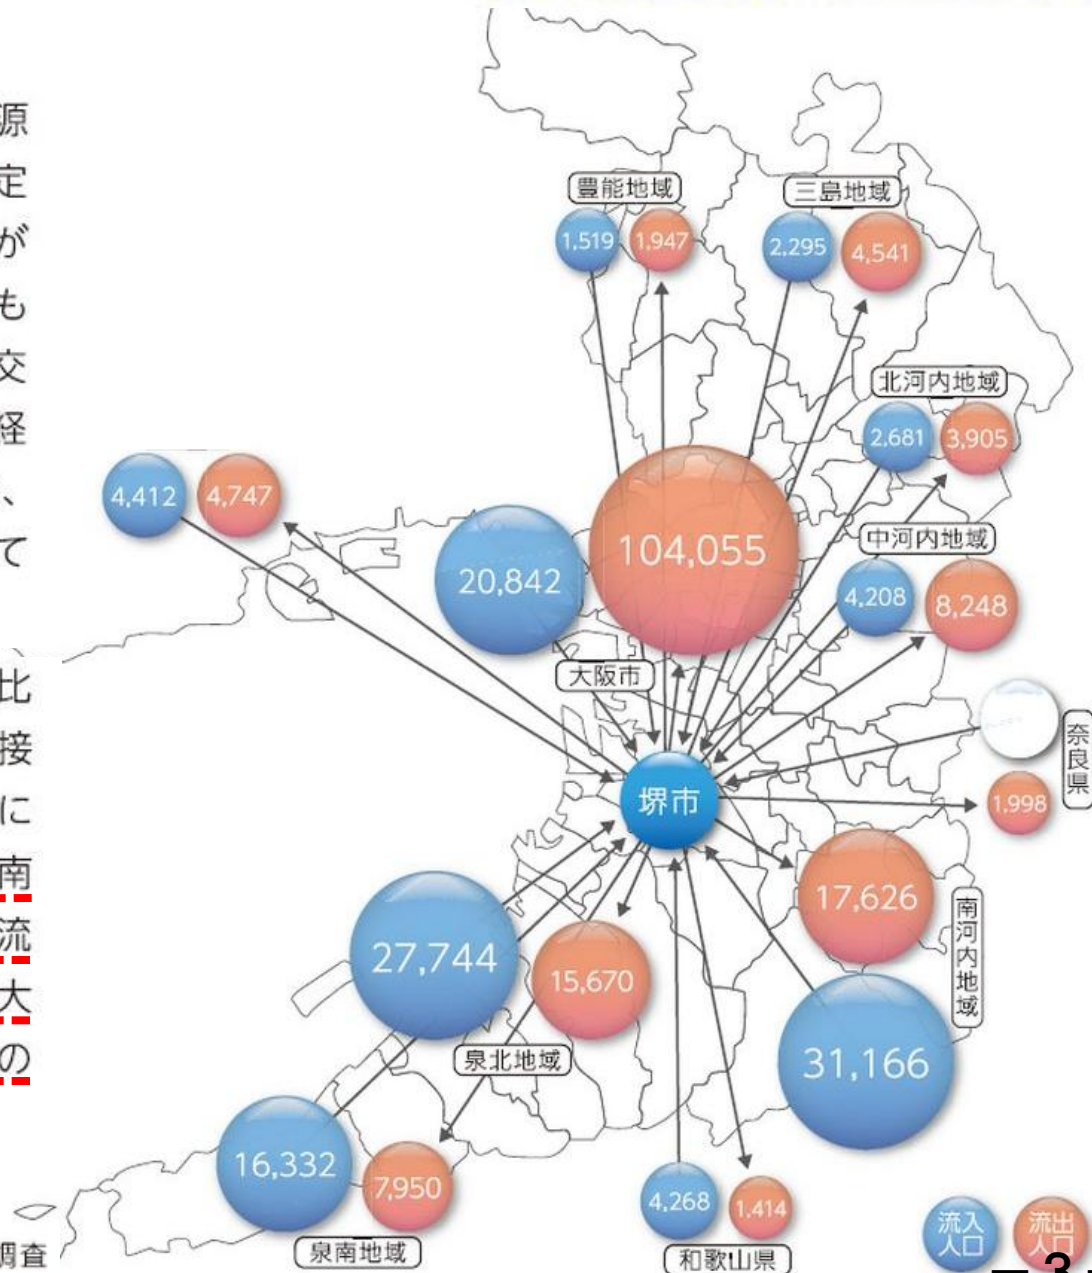 源
定
が
も
交
経
、
て
比
接
に
南
流
大
の
調査
豊能地域
1,519
1,947
三島地域
2,295
4,541
北河内地域
2,681
3,905
4,412
4,747
中河内地域
4,208
8,248
20,842
104,055
大阪市
堺市
奈良県
1,998
17,626
南河内地域
31,166
27,744
15,670
泉北地域
16,332
7,950
泉南地域
4,268
1,414
和歌山県
流入
人口
流出
人口
3